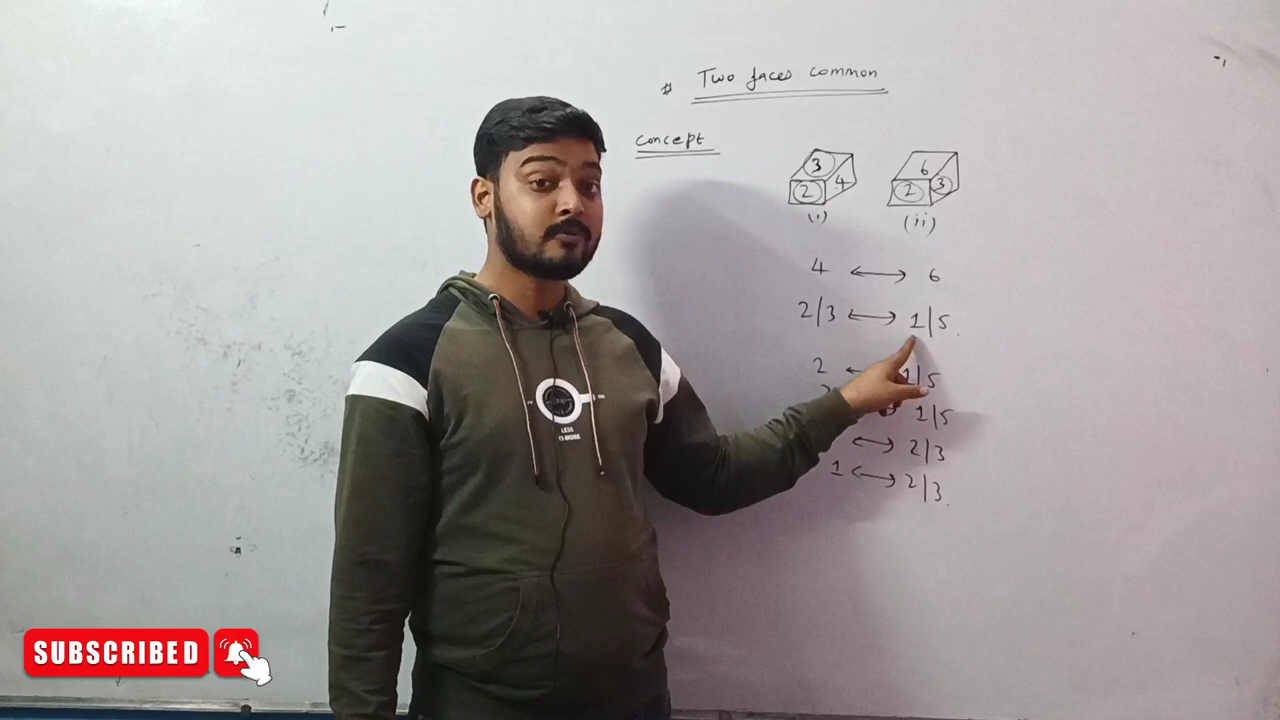 # Two faces common
concept
3
2 4
6
2 3
(i) (ii)
4 ↔ 6
2/3 ↔ 1/5
2 1/5
1/5
↔ 2/3
1 ↔ 2/3
LESS
IS MORE
SUBSCRIBED